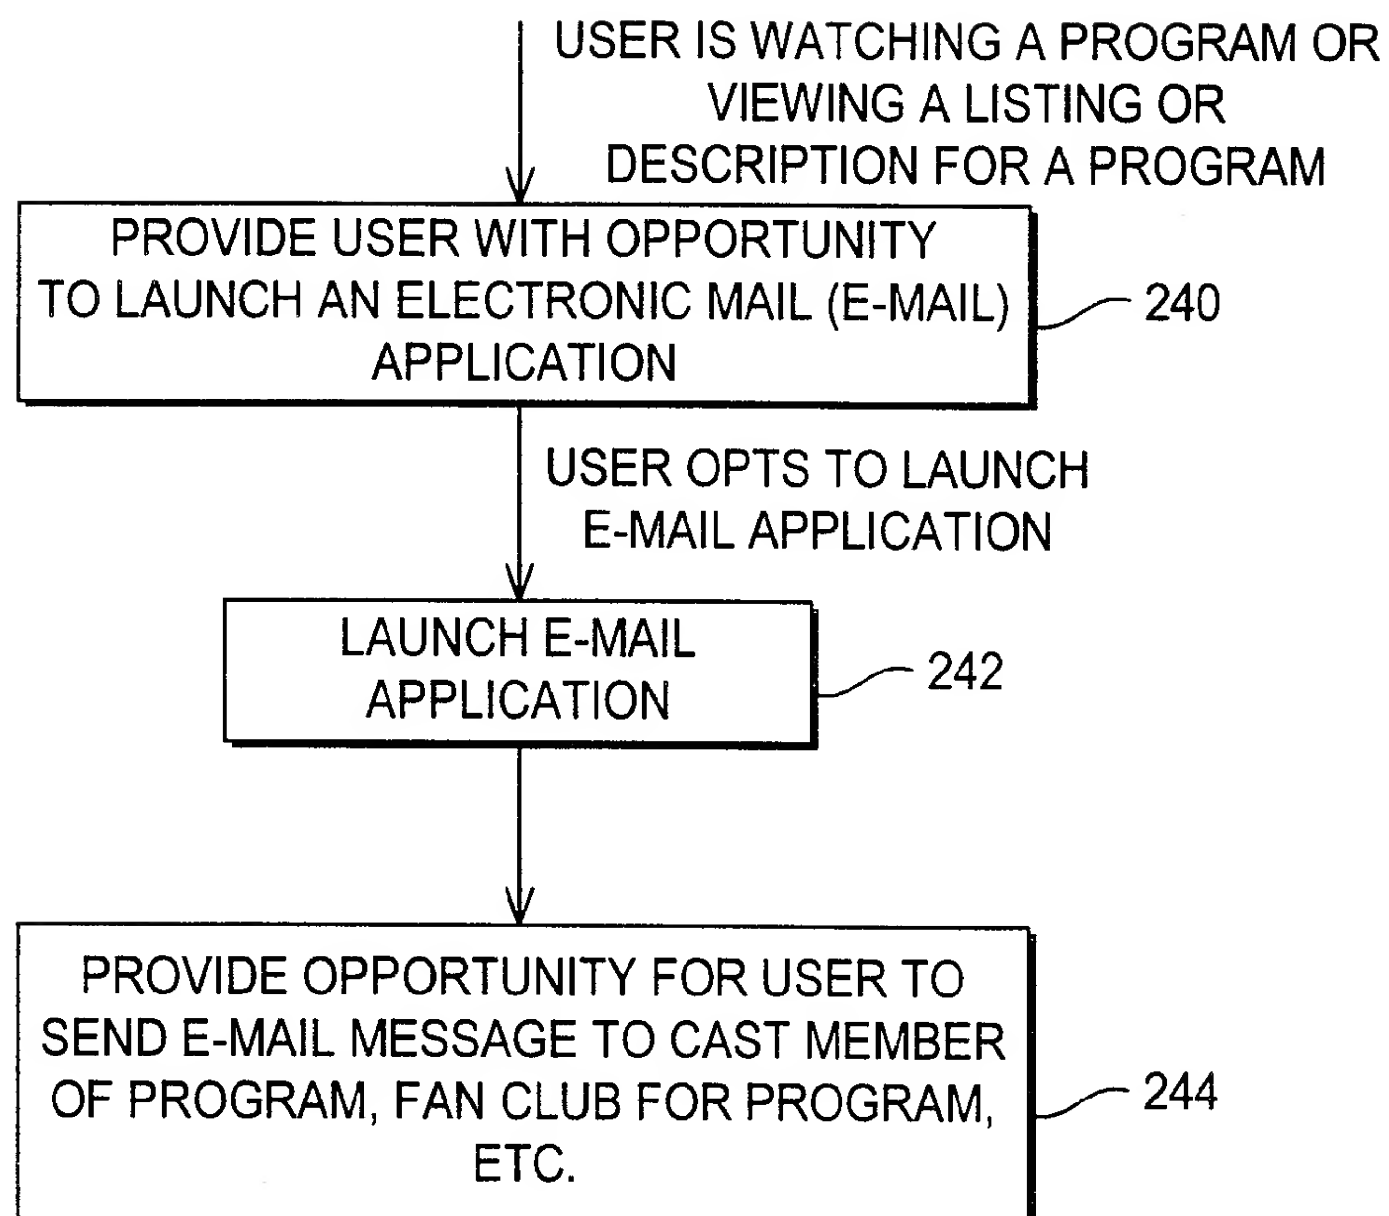 USER IS WATCHING A PROGRAM OR
VIEWING A LISTING OR
DESCRIPTION FOR A PROGRAM
PROVIDE USER WITH OPPORTUNITY
TO LAUNCH AN ELECTRONIC MAIL (E-MAIL)
APPLICATION
240
USER OPTS TO LAUNCH
E-MAIL APPLICATION
LAUNCH E-MAIL
APPLICATION
242
PROVIDE OPPORTUNITY FOR USER TO
SEND E-MAIL MESSAGE TO CAST MEMBER
OF PROGRAM, FAN CLUB FOR PROGRAM,
ETC.
244